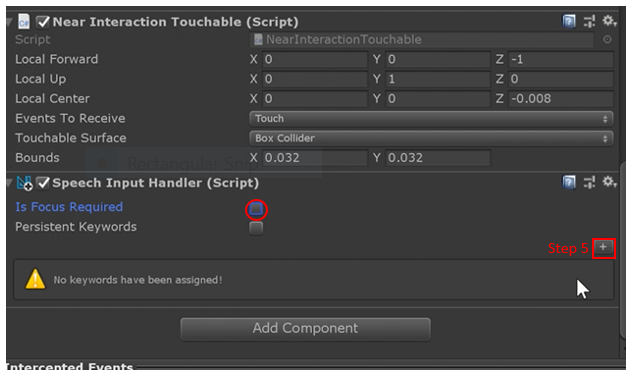 Near Interaction Touchable (Script)
Script NearInteractionTouchable
Local Forward X 0 Y 0 Z -1
Local Up X 0 Y 1 Z 0
Local Center X 0 Y 0 Z -0.008
Events To Receive Touch
Touchable Surface Box Collider
Bounds X 0.032 Y 0.032
Speech Input Handler (Script)
Is Focus Required
Persistent Keywords
Step 5 +
No keywords have been assigned!
Add Component
Intercepted Events